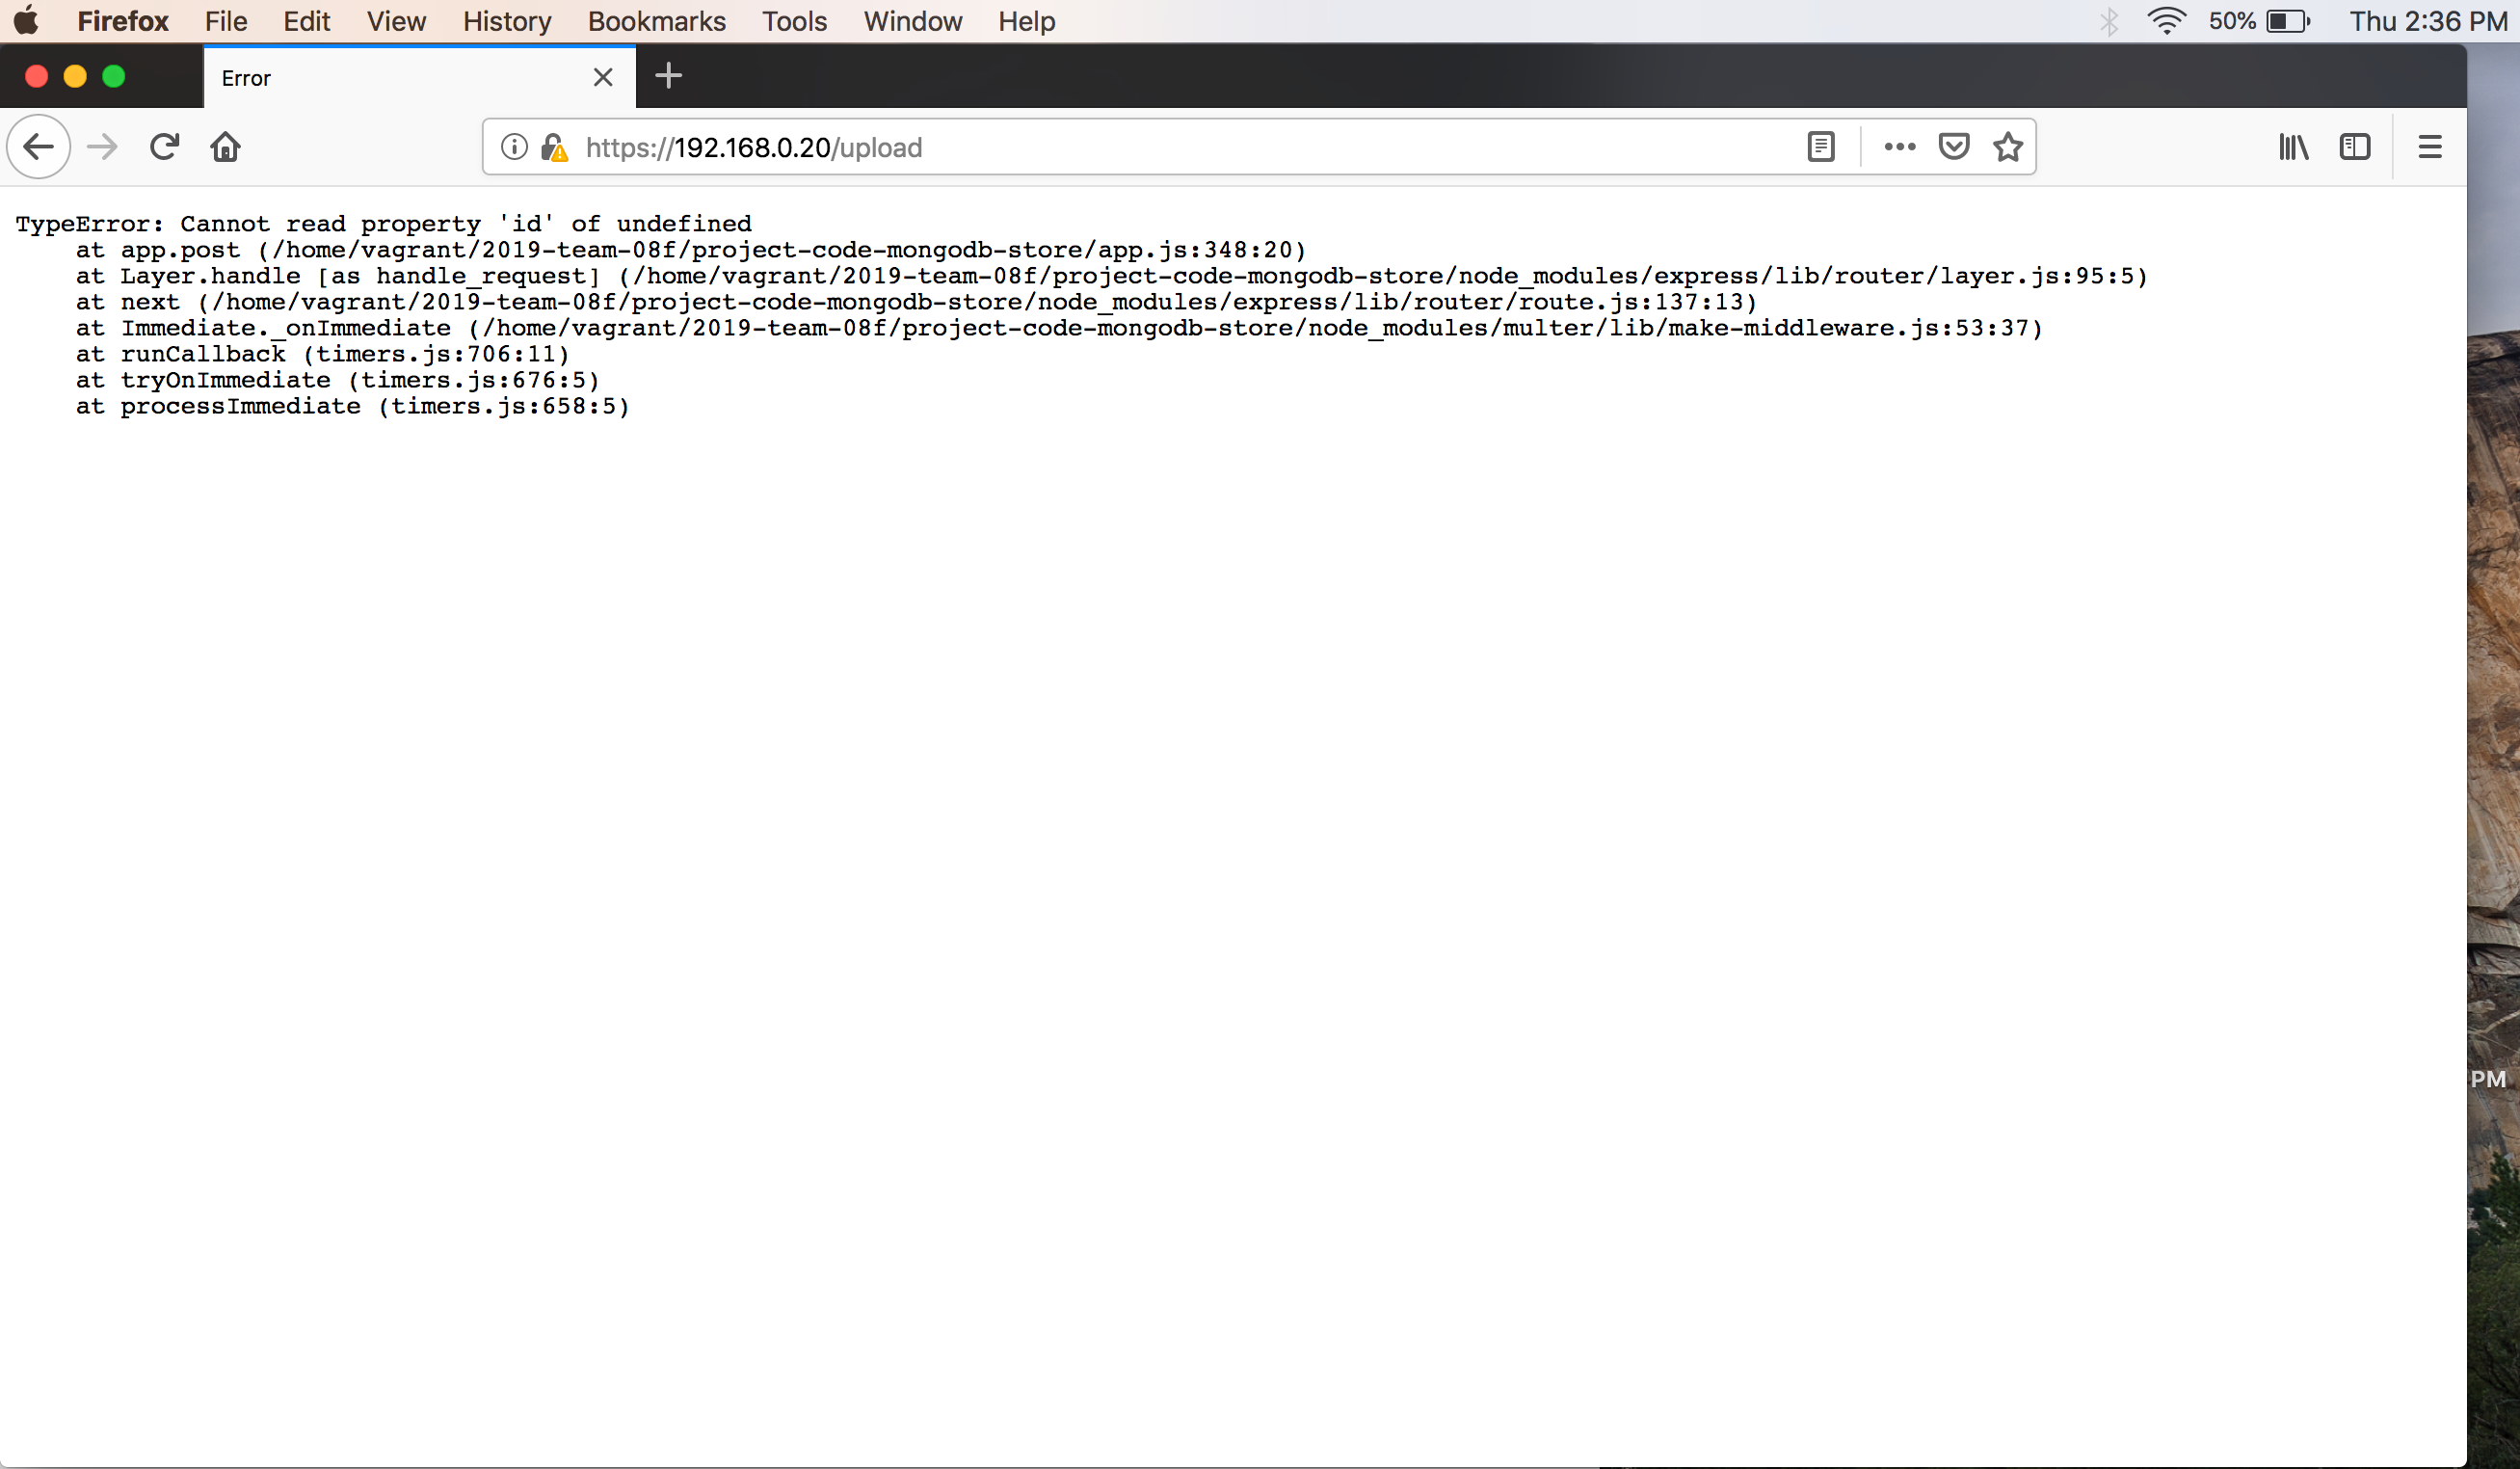 Firefox File Edit View History Bookmarks Tools Window Help 50% Thu 2:36 PM
Error
https://192.168.0.20/upload
TypeError: Cannot read property 'id' of undefined
at app.post (/home/vagrant/2019-team-08f/project-code-mongodb-store/app.js:348:20)
at Layer.handle [as handle_request] (/home/vagrant/2019-team-08f/project-code-mongodb-store/node_modules/express/lib/router/layer.js:95:5)
at next (/home/vagrant/2019-team-08f/project-code-mongodb-store/node_modules/express/lib/router/route.js:137:13)
at Immediate._onImmediate (/home/vagrant/2019-team-08f/project-code-mongodb-store/node_modules/multer/lib/make-middleware.js:53:37)
at runCallback (timers.js:706:11)
at tryOnImmediate (timers.js:676:5)
at processImmediate (timers.js:658:5)
PM